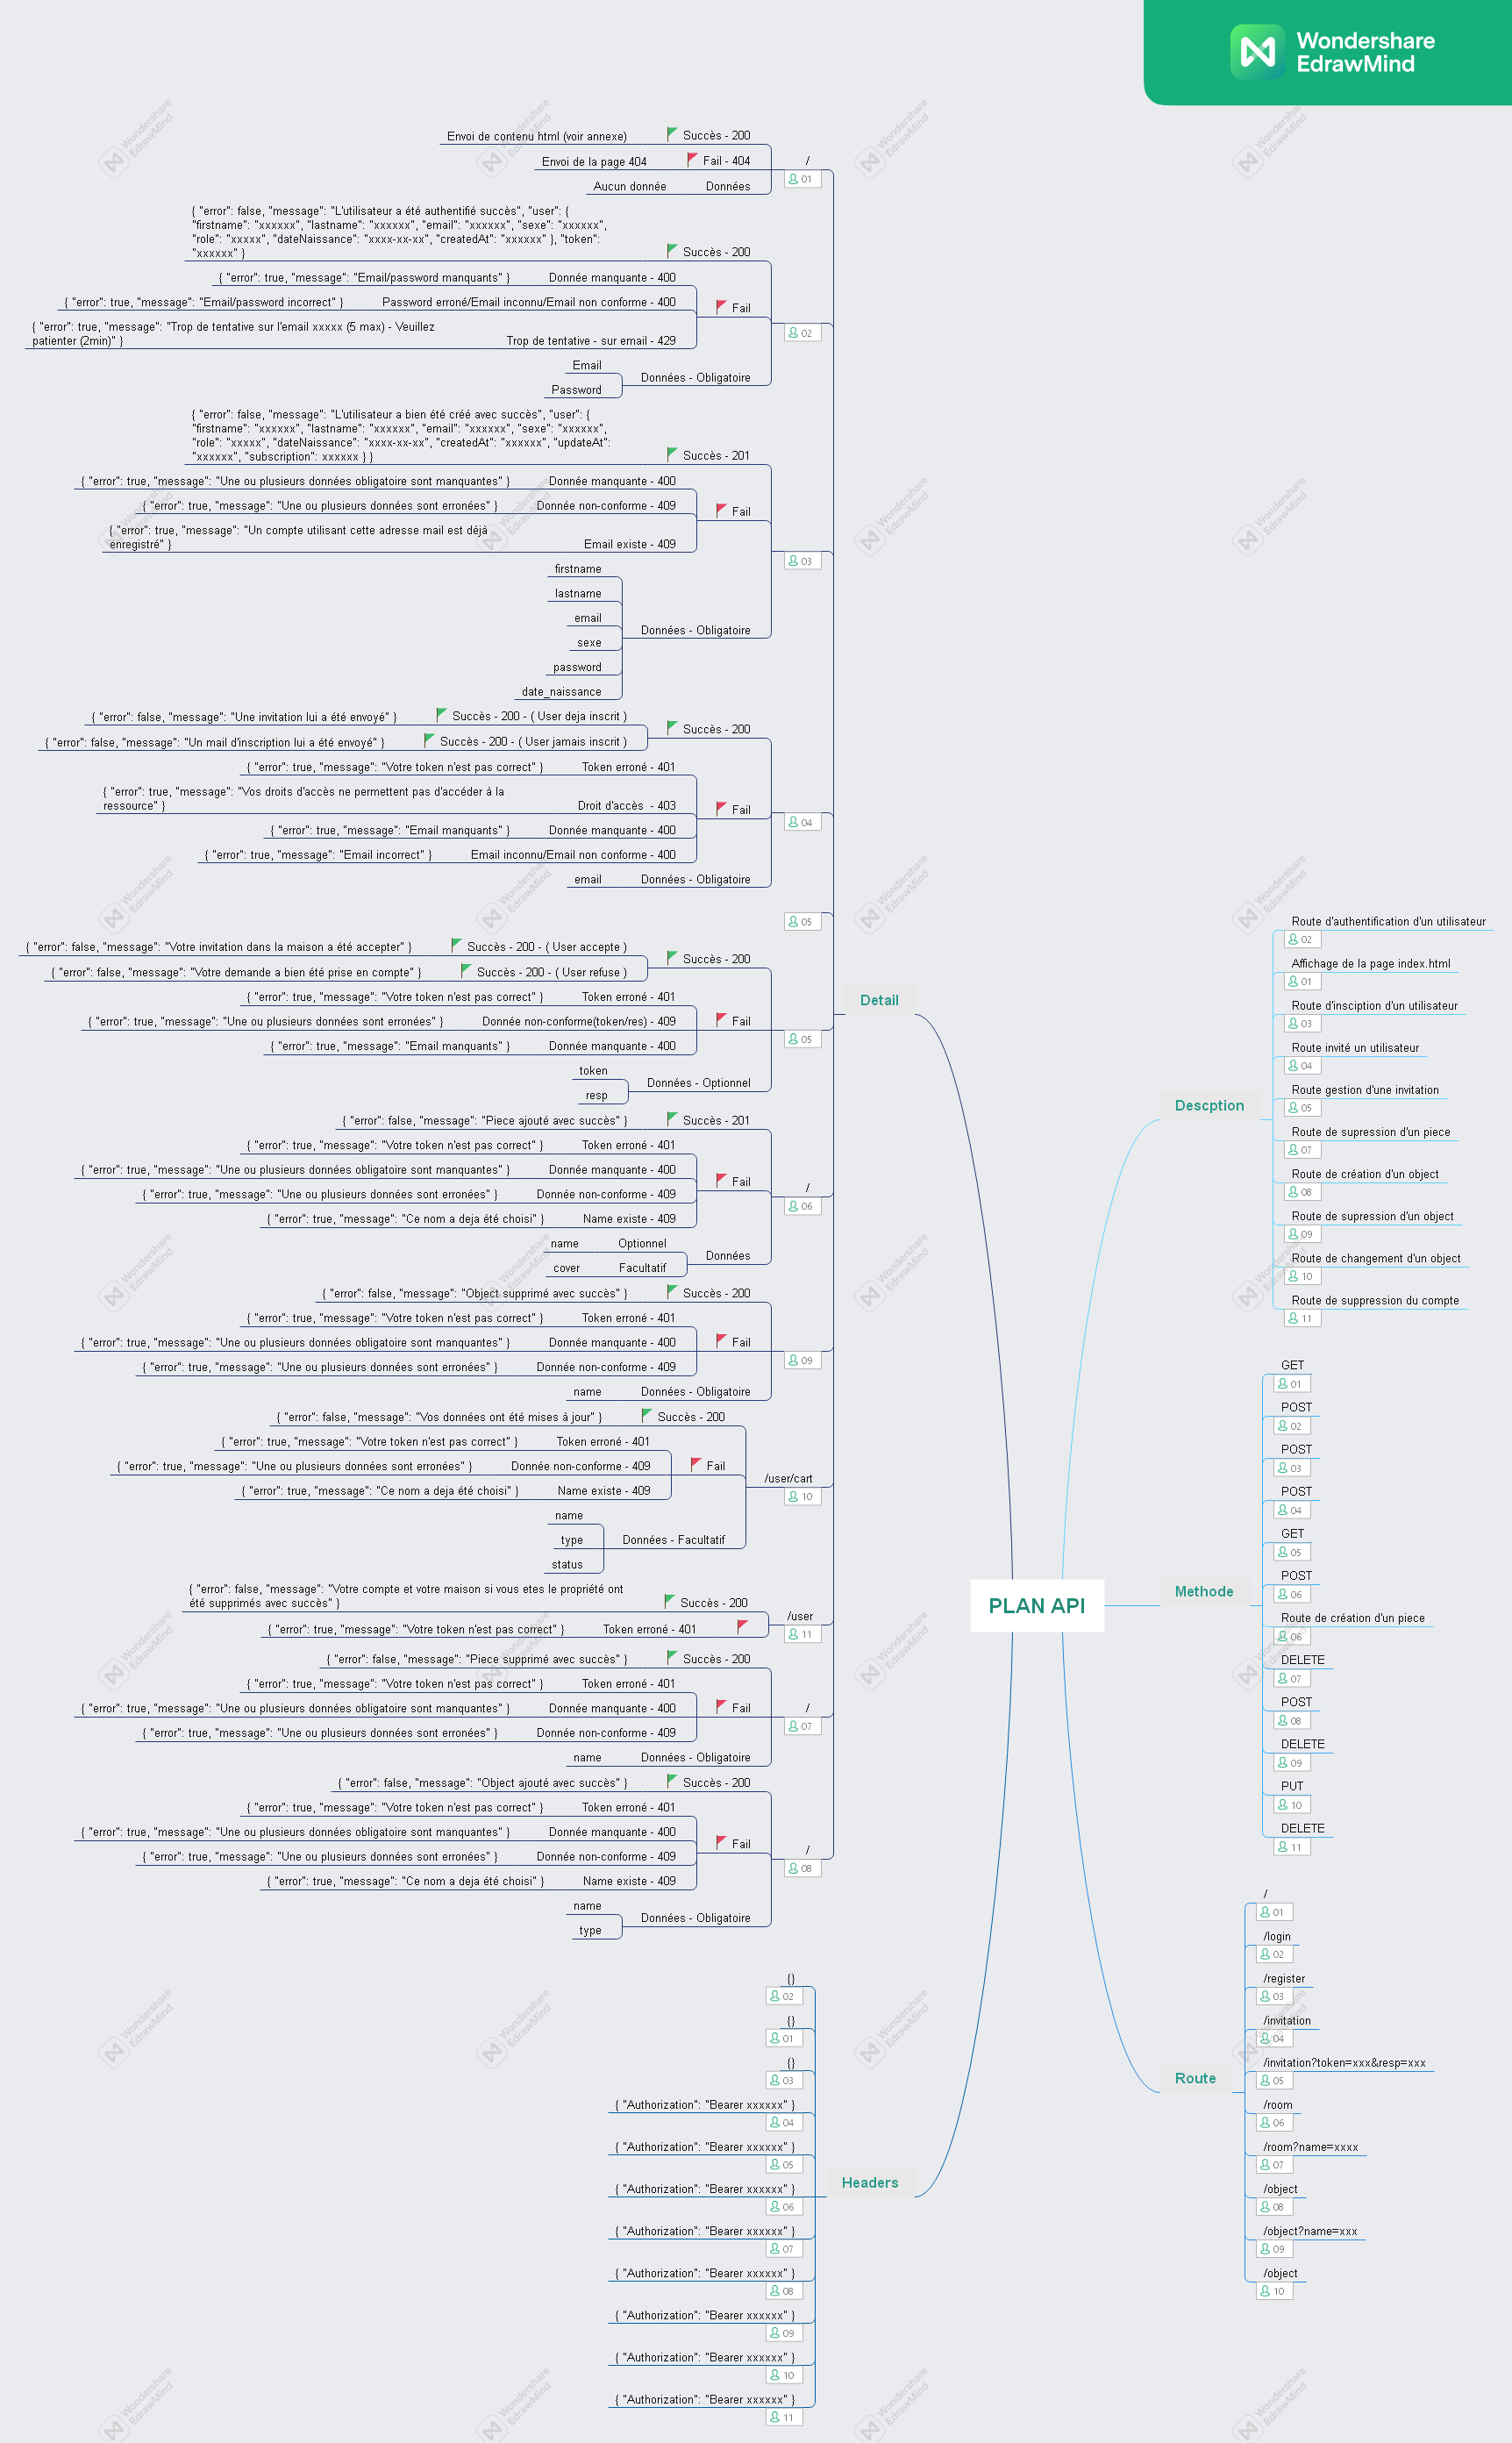 Wondershare
EdrawMind
PLAN API
Detail
/
01
Succès - 200
Envoi de contenu html (voir annexe)
Fail - 404
Envoi de la page 404
Données
Aucun donnée
02
Succès - 200
{ "error": false, "message": "L'utilisateur a été authentifié succès", "user": {
"firstname": "xxxxxx", "lastname": "xxxxxx", "email": "xxxxxx", "sexe": "xxxxxx",
"role": "xxxxx", "dateNaissance": "xxxx-xx-xx", "createdAt": "xxxxxx" }, "token":
"xxxxxx" }
Fail
Donnée manquante - 400
{ "error": true, "message": "Email/password manquants" }
Password erroné/Email inconnu/Email non conforme - 400
{ "error": true, "message": "Email/password incorrect" }
Trop de tentative - sur email - 429
{ "error": true, "message": "Trop de tentative sur l'email xxxxx (5 max) - Veuillez
patienter (2min)" }
Données - Obligatoire
Email
Password
03
Succès - 201
{ "error": false, "message": "L'utilisateur a bien été créé avec succès", "user": {
"firstname": "xxxxxx", "lastname": "xxxxxx", "email": "xxxxxx", "sexe": "xxxxxx",
"role": "xxxxx", "dateNaissance": "xxxx-xx-xx", "createdAt": "xxxxxx", "updateAt":
"xxxxxx", "subscription": xxxxxx } }
Fail
Donnée manquante - 400
{ "error": true, "message": "Une ou plusieurs données obligatoire sont manquantes" }
Donnée non-conforme - 409
{ "error": true, "message": "Une ou plusieurs données sont erronées" }
Email existe - 409
{ "error": true, "message": "Un compte utilisant cette adresse mail est déjà
enregistré" }
Données - Obligatoire
firstname
lastname
email
sexe
password
date_naissance
04
Succès - 200
Succès - 200 - ( User deja inscrit )
{ "error": false, "message": "Une invitation lui a été envoyé" }
Succès - 200 - ( User jamais inscrit )
{ "error": false, "message": "Un mail d'inscription lui a été envoyé" }
Fail
Token erroné - 401
{ "error": true, "message": "Votre token n'est pas correct" }
Droit d'accès  - 403
{ "error": true, "message": "Vos droits d'accès ne permettent pas d'accéder à la
ressource" }
Donnée manquante - 400
{ "error": true, "message": "Email manquants" }
Email inconnu/Email non conforme - 400
{ "error": true, "message": "Email incorrect" }
Données - Obligatoire
email
05
05
Succès - 200
Succès - 200 - ( User accepte )
{ "error": false, "message": "Votre invitation dans la maison a été accepter" }
Succès - 200 - ( User refuse )
{ "error": false, "message": "Votre demande a bien été prise en compte" }
Fail
Token erroné - 401
{ "error": true, "message": "Votre token n'est pas correct" }
Donnée non-conforme(token/res) - 409
{ "error": true, "message": "Une ou plusieurs données sont erronées" }
Donnée manquante - 400
{ "error": true, "message": "Email manquants" }
Données - Optionnel
token
resp
/
06
Succès - 201
{ "error": false, "message": "Piece ajouté avec succès" }
Fail
Token erroné - 401
{ "error": true, "message": "Votre token n'est pas correct" }
Donnée manquante - 400
{ "error": true, "message": "Une ou plusieurs données obligatoire sont manquantes" }
Donnée non-conforme - 409
{ "error": true, "message": "Une ou plusieurs données sont erronées" }
Name existe - 409
{ "error": true, "message": "Ce nom a deja été choisi" }
Données
Optionnel
name
Facultatif
cover
09
Succès - 200
{ "error": false, "message": "Object supprimé avec succès" }
Fail
Token erroné - 401
{ "error": true, "message": "Votre token n'est pas correct" }
Donnée manquante - 400
{ "error": true, "message": "Une ou plusieurs données obligatoire sont manquantes" }
Donnée non-conforme - 409
{ "error": true, "message": "Une ou plusieurs données sont erronées" }
Données - Obligatoire
name
/user/cart
10
Succès - 200
{ "error": false, "message": "Vos données ont été mises à jour" }
Fail
Token erroné - 401
{ "error": true, "message": "Votre token n'est pas correct" }
Donnée non-conforme - 409
{ "error": true, "message": "Une ou plusieurs données sont erronées" }
Name existe - 409
{ "error": true, "message": "Ce nom a deja été choisi" }
Données - Facultatif
name
type
status
/user
11
Succès - 200
{ "error": false, "message": "Votre compte et votre maison si vous etes le propriété ont
été supprimés avec succès" }
Token erroné - 401
{ "error": true, "message": "Votre token n'est pas correct" }
/
07
Succès - 200
{ "error": false, "message": "Piece supprimé avec succès" }
Fail
Token erroné - 401
{ "error": true, "message": "Votre token n'est pas correct" }
Donnée manquante - 400
{ "error": true, "message": "Une ou plusieurs données obligatoire sont manquantes" }
Donnée non-conforme - 409
{ "error": true, "message": "Une ou plusieurs données sont erronées" }
Données - Obligatoire
name
/
08
Succès - 200
{ "error": false, "message": "Object ajouté avec succès" }
Fail
Token erroné - 401
{ "error": true, "message": "Votre token n'est pas correct" }
Donnée manquante - 400
{ "error": true, "message": "Une ou plusieurs données obligatoire sont manquantes" }
Donnée non-conforme - 409
{ "error": true, "message": "Une ou plusieurs données sont erronées" }
Name existe - 409
{ "error": true, "message": "Ce nom a deja été choisi" }
Données - Obligatoire
name
type
Headers
{}
02
{}
01
{}
03
{ "Authorization": "Bearer xxxxxx" }
04
{ "Authorization": "Bearer xxxxxx" }
05
{ "Authorization": "Bearer xxxxxx" }
06
{ "Authorization": "Bearer xxxxxx" }
07
{ "Authorization": "Bearer xxxxxx" }
08
{ "Authorization": "Bearer xxxxxx" }
09
{ "Authorization": "Bearer xxxxxx" }
10
{ "Authorization": "Bearer xxxxxx" }
11
Descption
Route d'authentification d'un utilisateur
02
Affichage de la page index.html
01
Route d'insciption d'un utilisateur
03
Route invité un utilisateur
04
Route gestion d'une invitation
05
Route de supression d'un piece
07
Route de création d'un object
08
Route de supression d'un object
09
Route de changement d'un object
10
Route de suppression du compte
11
Methode
GET
01
POST
02
POST
03
POST
04
GET
05
POST
06
Route de création d'un piece
06
DELETE
07
POST
08
DELETE
09
PUT
10
DELETE
11
Route
/
01
/login
02
/register
03
/invitation
04
/invitation?token=xxx&resp=xxx
05
/room
06
/room?name=xxxx
07
/object
08
/object?name=xxx
09
/object
10